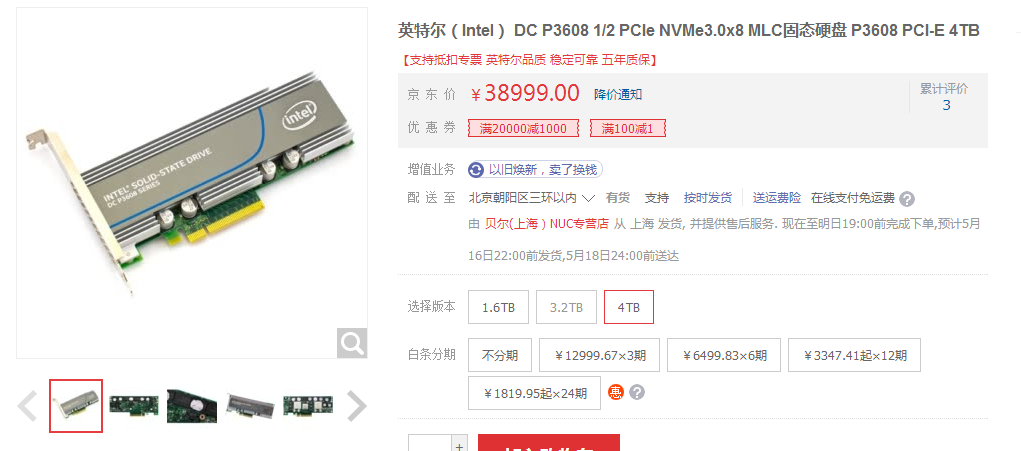 英特尔（Intel） DC P3608 1/2 PCIe NVMe3.0x8 MLC固态硬盘 P3608 PCI-E 4TB
【支持抵扣专票 英特尔品质 稳定可靠 五年质保】
京东价 ￥38999.00 降价通知 累计评价
3
优惠券 满20000减1000 满100减1
intel
INTEL® SOLID-STATE DRIVE
DC P3608 SERIES
增值业务 以旧焕新，卖了换钱
配送至 北京朝阳区三环以内 有货 支持 按时发货 送运费险 在线支付免运费 ?
由 贝尔(上海）NUC专营店 从 上海 发货, 并提供售后服务. 现在至明日19:00前完成下单,预计5月
16日22:00前发货,5月18日24:00前送达
选择版本 1.6TB 3.2TB 4TB
白条分期 不分期 ￥12999.67×3期 ￥6499.83×6期 ￥3347.41起×12期
￥1819.95起×24期 惠 ?
+